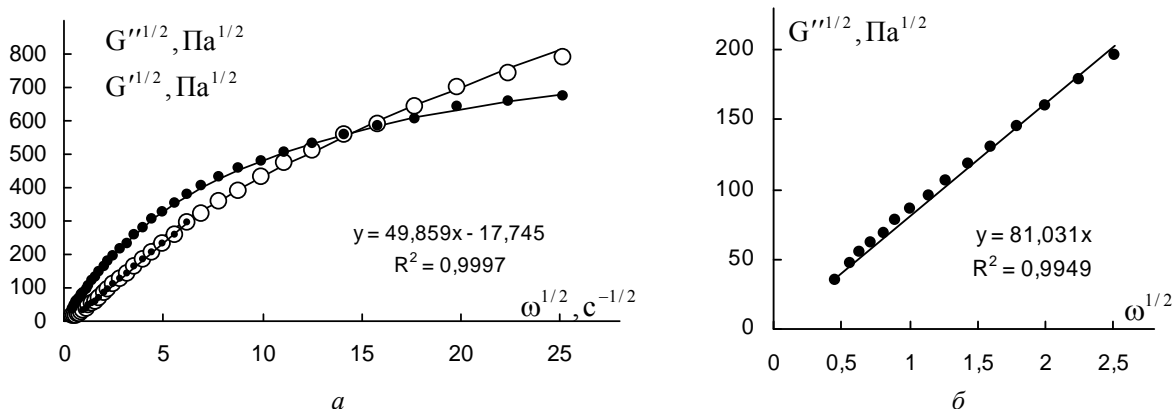 G''^{1/2}, Па^{1/2}
G'^{1/2}, Па^{1/2}
800
700
600
500
400
300
200
100
0
y = 49,859x - 17,745
R² = 0,9997
ω^{1/2}, с^{-1/2}
0 5 10 15 20 25
а
G''^{1/2}, Па^{1/2}
200
150
100
50
0
y = 81,031x
R² = 0,9949
ω^{1/2}
0 0,5 1 1,5 2 2,5
б